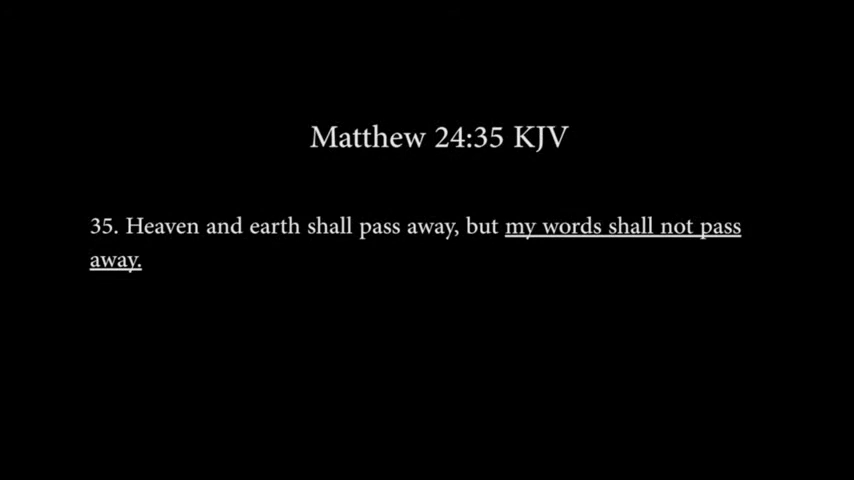 Matthew 24:35 KJV
35. Heaven and earth shall pass away, but my words shall not pass
away.